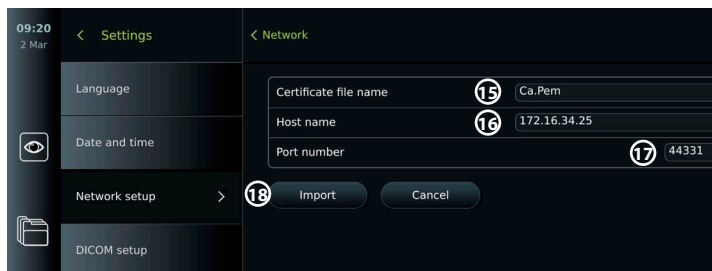 09:20
2 Mar
Settings
Language
Date and time
Network setup
DICOM setup
Network
Certificate file name 15 Ca.Pem
Host name 16 172.16.34.25
Port number 17 44331
18 Import Cancel